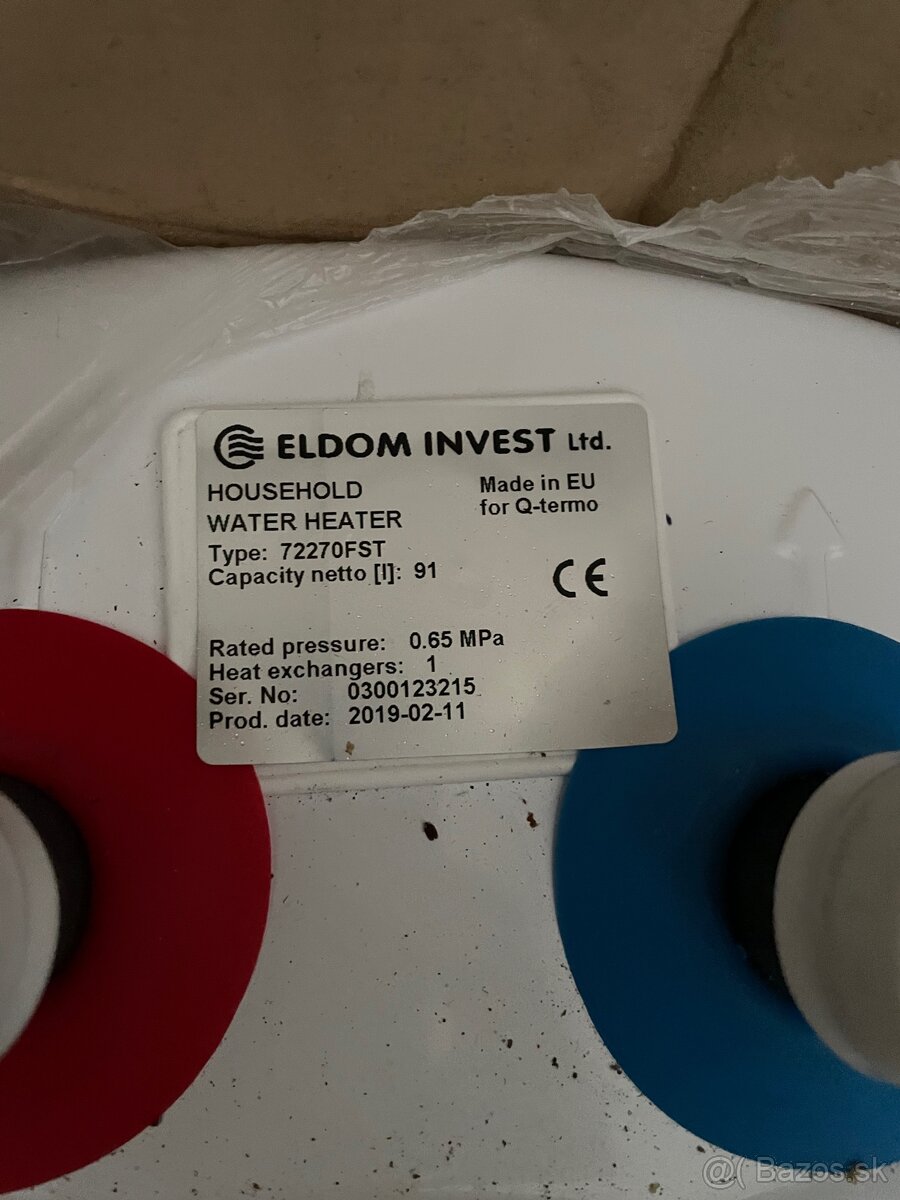 ELDOM INVEST Ltd.
HOUSEHOLD
WATER HEATER
Made in EU
for Q-termo
Type: 72270FST
Capacity netto [l]: 91
CE
Rated pressure: 0.65 MPa
Heat exchangers: 1
Ser. No: 0300123215
Prod. date: 2019-02-11
@( Bazos.sk